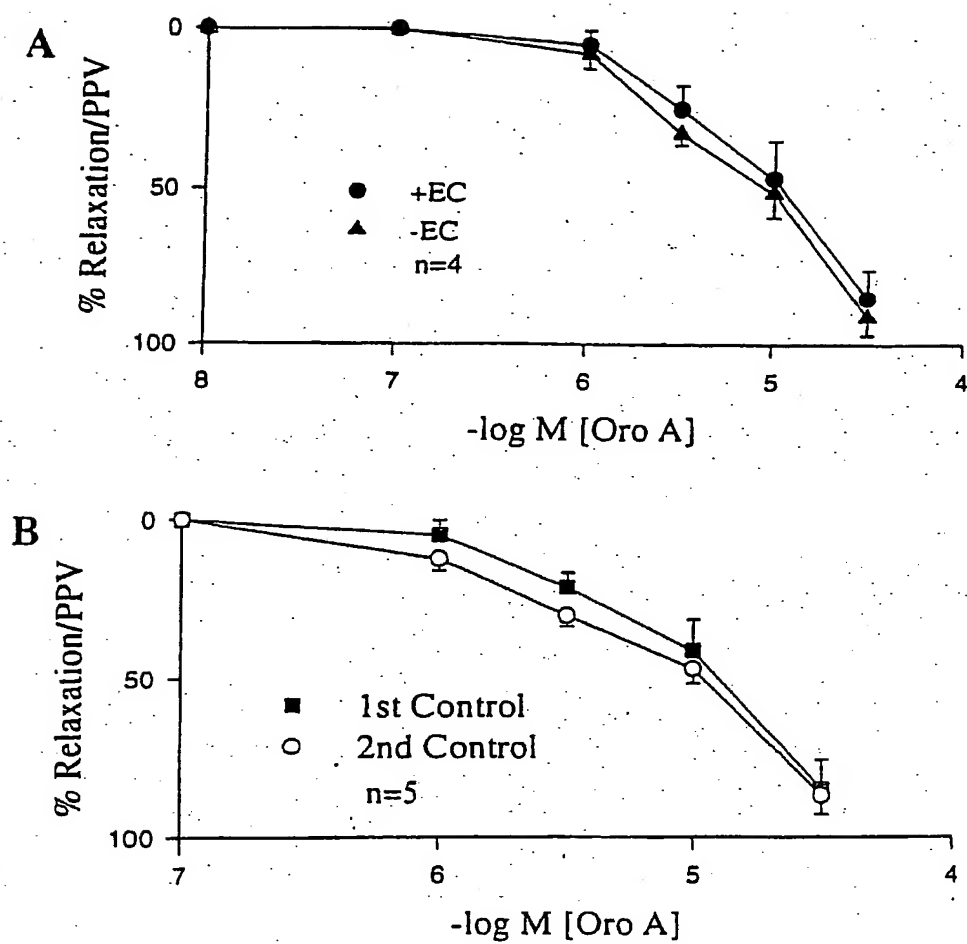 A
% Relaxation/PPV
0
50
100
+EC
-EC
n=4
8 7 6 5 4
-log M [Oro A]
B
% Relaxation/PPV
0
50
100
1st Control
2nd Control
n=5
7 6 5 4
-log M [Oro A]